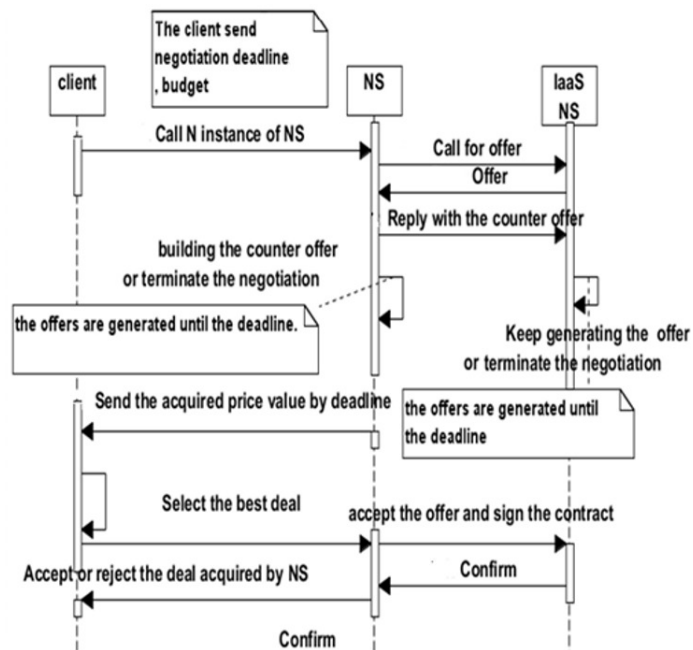 The client send
negotiation deadline
, budget
client
NS
IaaS
NS
Call N instance of NS
Call for offer
Offer
Reply with the counter offer
building the counter offer
or terminate the negotiation
the offers are generated until the deadline.
Keep generating the offer
or terminate the negotiation
Send the acquired price value by deadline
the offers are generated until
the deadline
Select the best deal
accept the offer and sign the contract
Accept or reject the deal acquired by NS
Confirm
Confirm